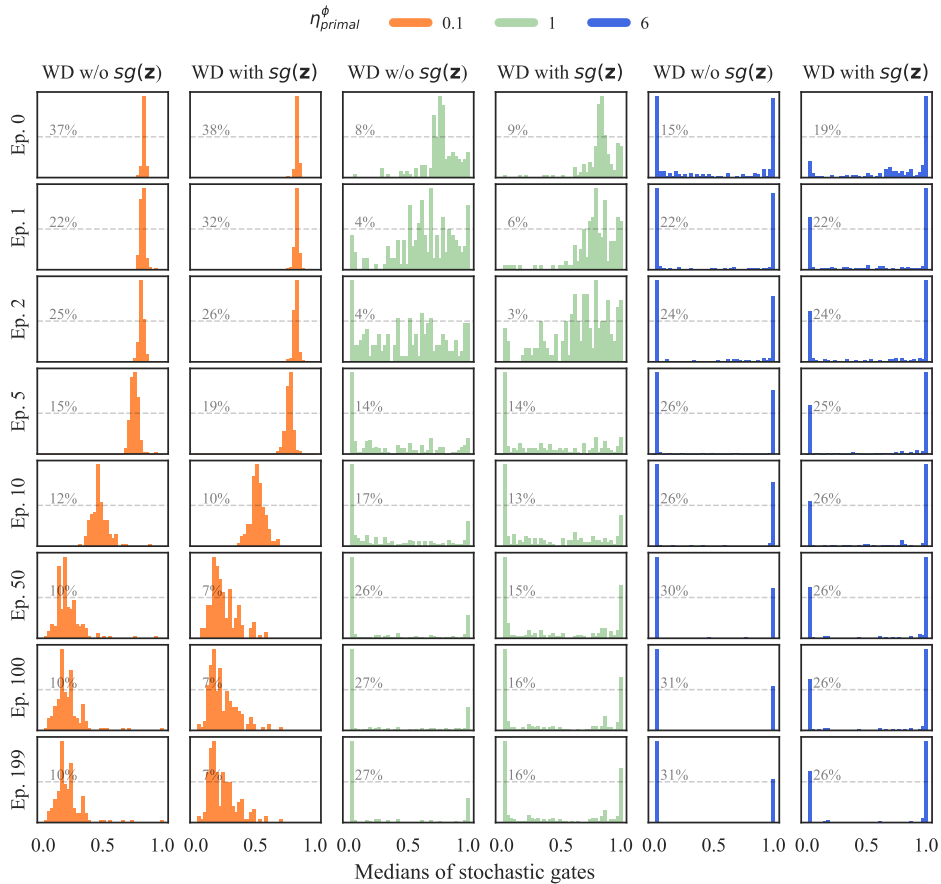 η^ϕ_primal 0.1 1 6
WD w/o sg(z) WD with sg(z) WD w/o sg(z) WD with sg(z) WD w/o sg(z) WD with sg(z)
Ep. 0 37% 38% 8% 9% 15% 19%
Ep. 1 22% 32% 4% 6% 22% 22%
Ep. 2 25% 26% 4% 3% 24% 24%
Ep. 5 15% 19% 14% 14% 26% 25%
Ep. 10 12% 10% 17% 13% 26% 26%
Ep. 50 10% 7% 26% 15% 30% 26%
Ep. 100 10% 7% 27% 16% 31% 26%
Ep. 199 10% 7% 27% 16% 31% 26%
0.0 0.5 1.0 0.0 0.5 1.0 0.0 0.5 1.0 0.0 0.5 1.0 0.0 0.5 1.0 0.0 0.5 1.0
Medians of stochastic gates